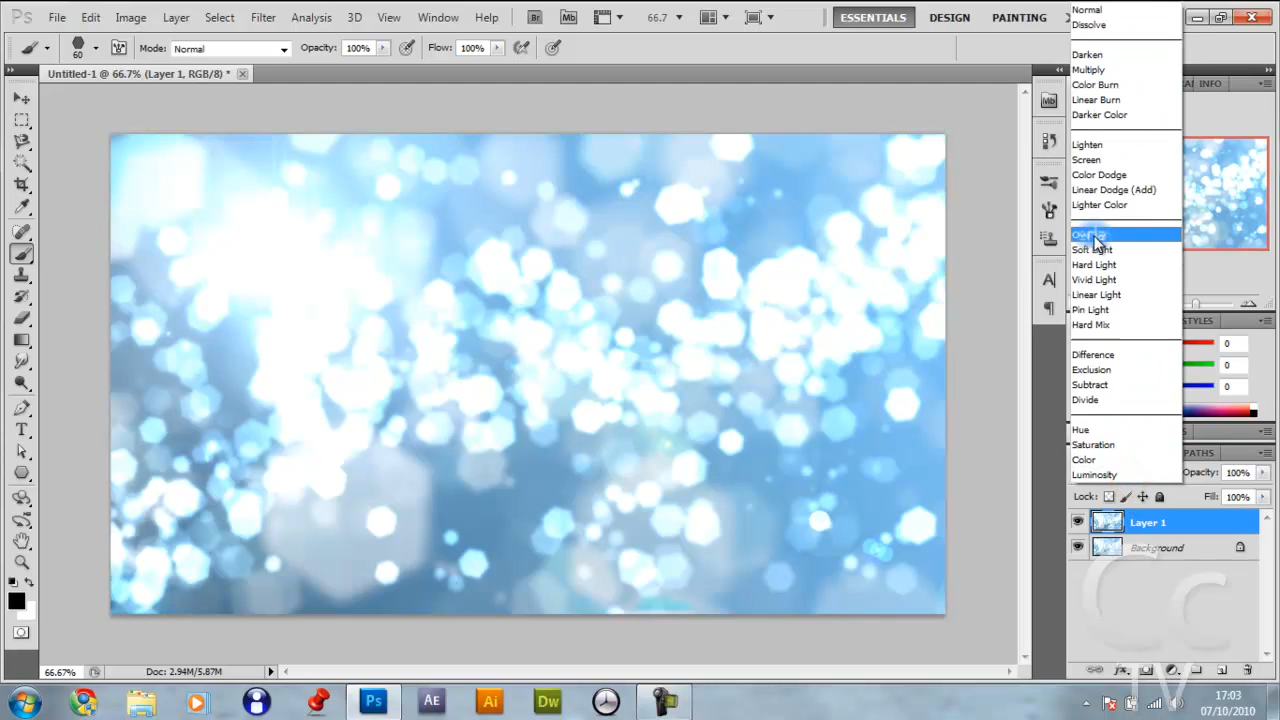 Ps File Edit Image Layer Select Filter Analysis 3D View Window Help Br Mb 66.7 ESSENTIALS DESIGN PAINTING
60 Mode: Normal Opacity: 100% Flow: 100%
Untitled-1 @ 66.7% (Layer 1, RGB/8) *
Normal
Dissolve
Darken
Multiply
Color Burn
Linear Burn
Darker Color
Lighten
Screen
Color Dodge
Linear Dodge (Add)
Lighter Color
Soft Light
Hard Light
Vivid Light
Linear Light
Pin Light
Hard Mix
Difference
Exclusion
Subtract
Divide
Hue
Saturation
Color
Luminosity
Mb
INFO
STYLES
0
0
0
PATHS
Opacity: 100%
Lock: Fill: 100%
Layer 1
Background
Cc
TV
66.67% Doc: 2.94M/5.87M
Ps AE Ai Dw
17:03
07/10/2010